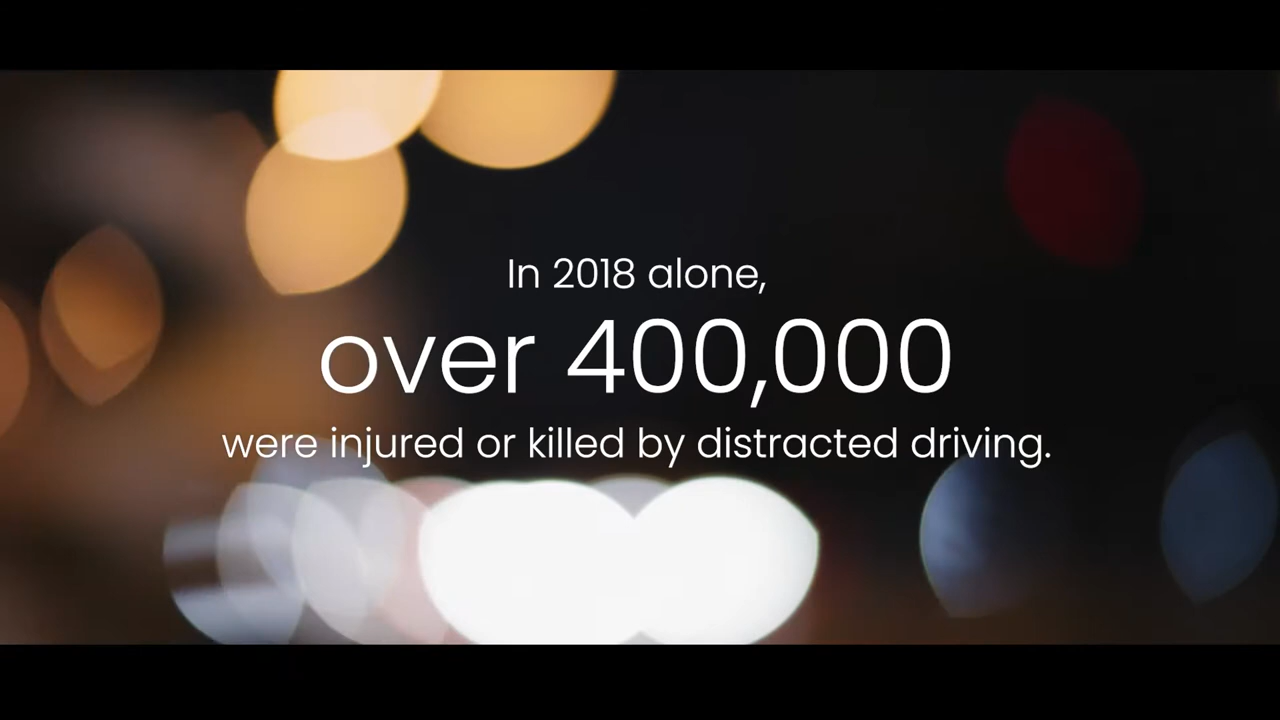 In 2018 alone,
over 400,000
were injured or killed by distracted driving.